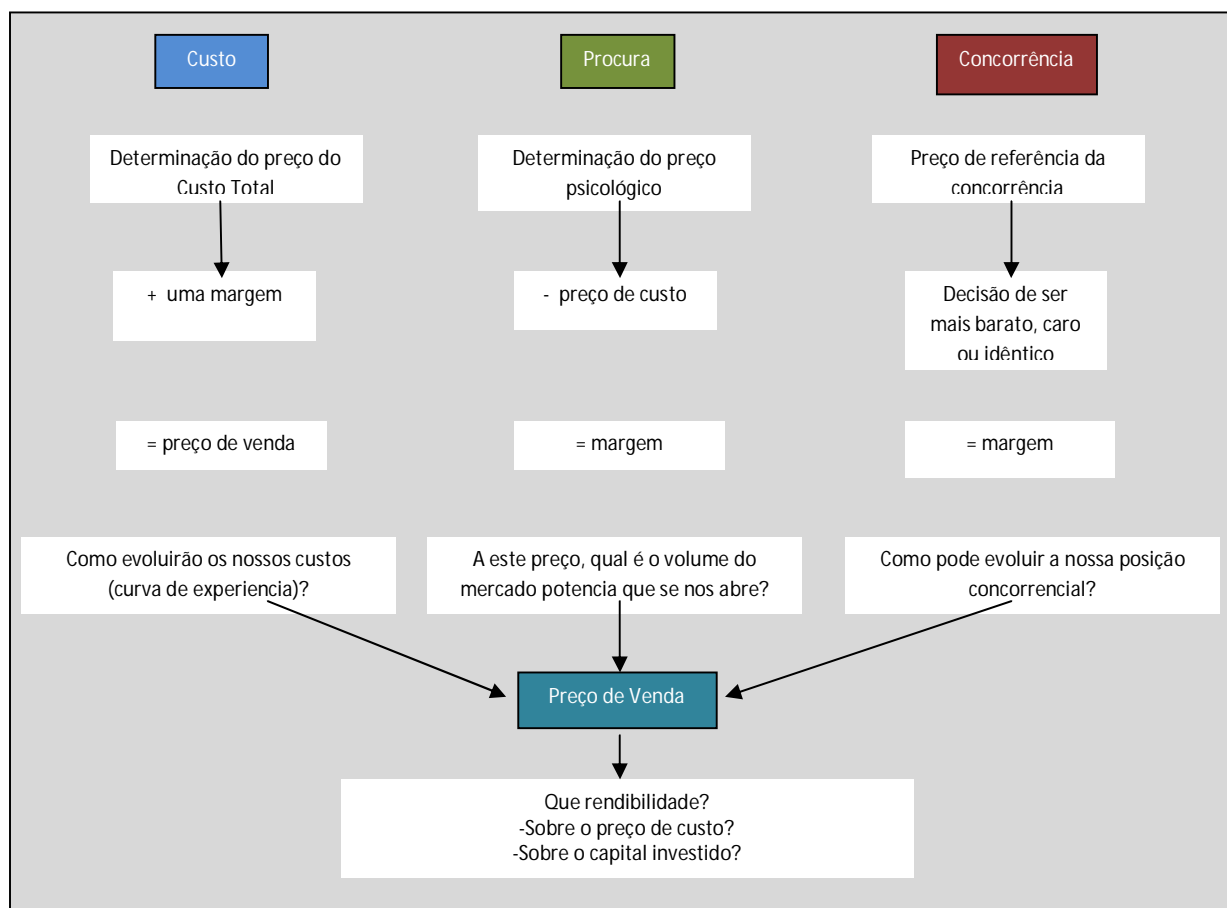 Custo
Procura
Concorrência
Determinação do preço do
Custo Total
Determinação do preço
psicológico
Preço de referência da
concorrência
+ uma margem
- preço de custo
Decisão de ser
mais barato, caro
ou idêntico
= preço de venda
= margem
= margem
Como evoluirão os nossos custos
(curva de experiencia)?
A este preço, qual é o volume do
mercado potencia que se nos abre?
Como pode evoluir a nossa posição
concorrencial?
Preço de Venda
Que rendibilidade?
-Sobre o preço de custo?
-Sobre o capital investido?